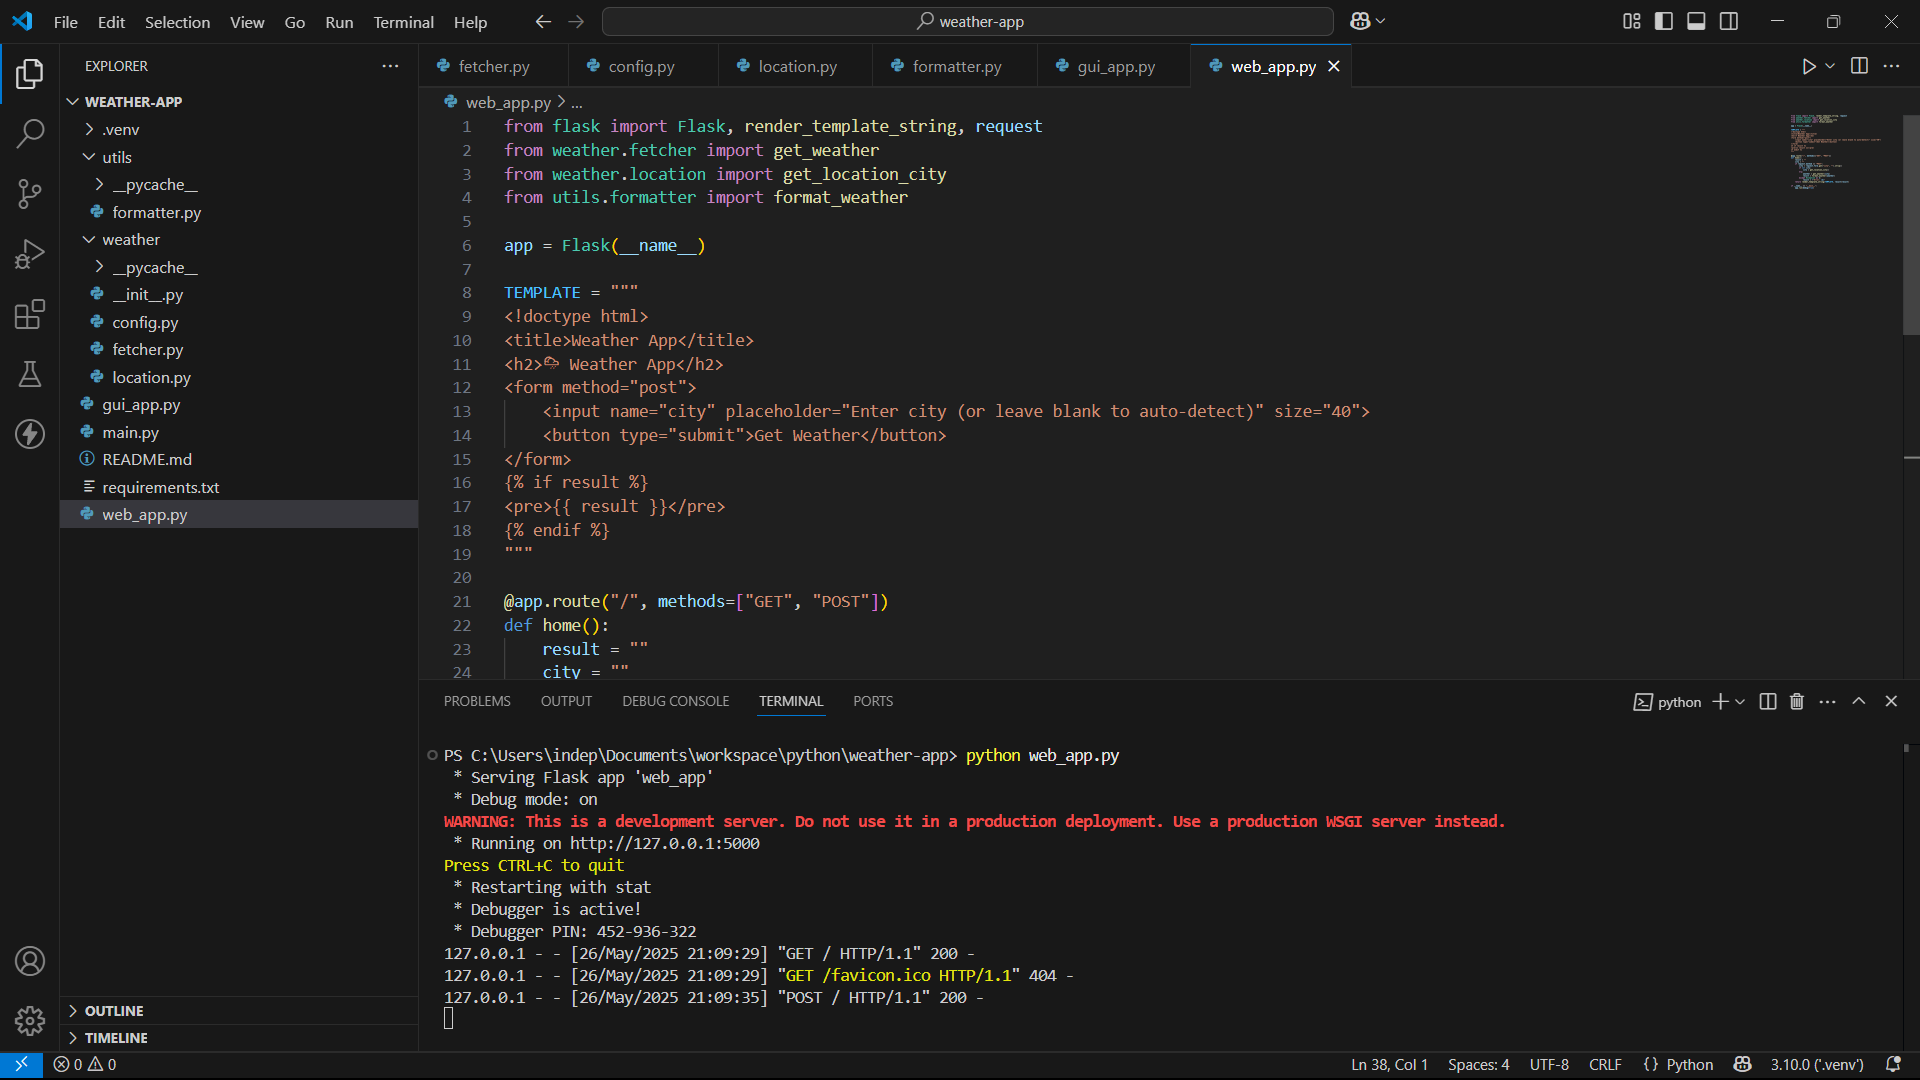 File Edit Selection View Go Run Terminal Help
weather-app
EXPLORER
WEATHER-APP
.venv
utils
__pycache__
formatter.py
weather
__pycache__
__init__.py
config.py
fetcher.py
location.py
gui_app.py
main.py
README.md
requirements.txt
web_app.py
OUTLINE
TIMELINE
fetcher.py config.py location.py formatter.py gui_app.py web_app.py
web_app.py > ...
1 from flask import Flask, render_template_string, request
2 from weather.fetcher import get_weather
3 from weather.location import get_location_city
4 from utils.formatter import format_weather
5
6 app = Flask(__name__)
7
8 TEMPLATE = """
9 <!doctype html>
10 <title>Weather App</title>
11 <h2>🌦 Weather App</h2>
12 <form method="post">
13     <input name="city" placeholder="Enter city (or leave blank to auto-detect)" size="40">
14     <button type="submit">Get Weather</button>
15 </form>
16 {% if result %}
17 <pre>{{ result }}</pre>
18 {% endif %}
19 """
20
21 @app.route("/", methods=["GET", "POST"])
22 def home():
23     result = ""
24     city = ""
PROBLEMS OUTPUT DEBUG CONSOLE TERMINAL PORTS
python
PS C:\Users\indep\Documents\workspace\python\weather-app> python web_app.py
 * Serving Flask app 'web_app'
 * Debug mode: on
WARNING: This is a development server. Do not use it in a production deployment. Use a production WSGI server instead.
 * Running on http://127.0.0.1:5000
Press CTRL+C to quit
 * Restarting with stat
 * Debugger is active!
 * Debugger PIN: 452-936-322
127.0.0.1 - - [26/May/2025 21:09:29] "GET / HTTP/1.1" 200 -
127.0.0.1 - - [26/May/2025 21:09:29] "GET /favicon.ico HTTP/1.1" 404 -
127.0.0.1 - - [26/May/2025 21:09:35] "POST / HTTP/1.1" 200 -
0 0 Ln 38, Col 1 Spaces: 4 UTF-8 CRLF {} Python 3.10.0 ('.venv')